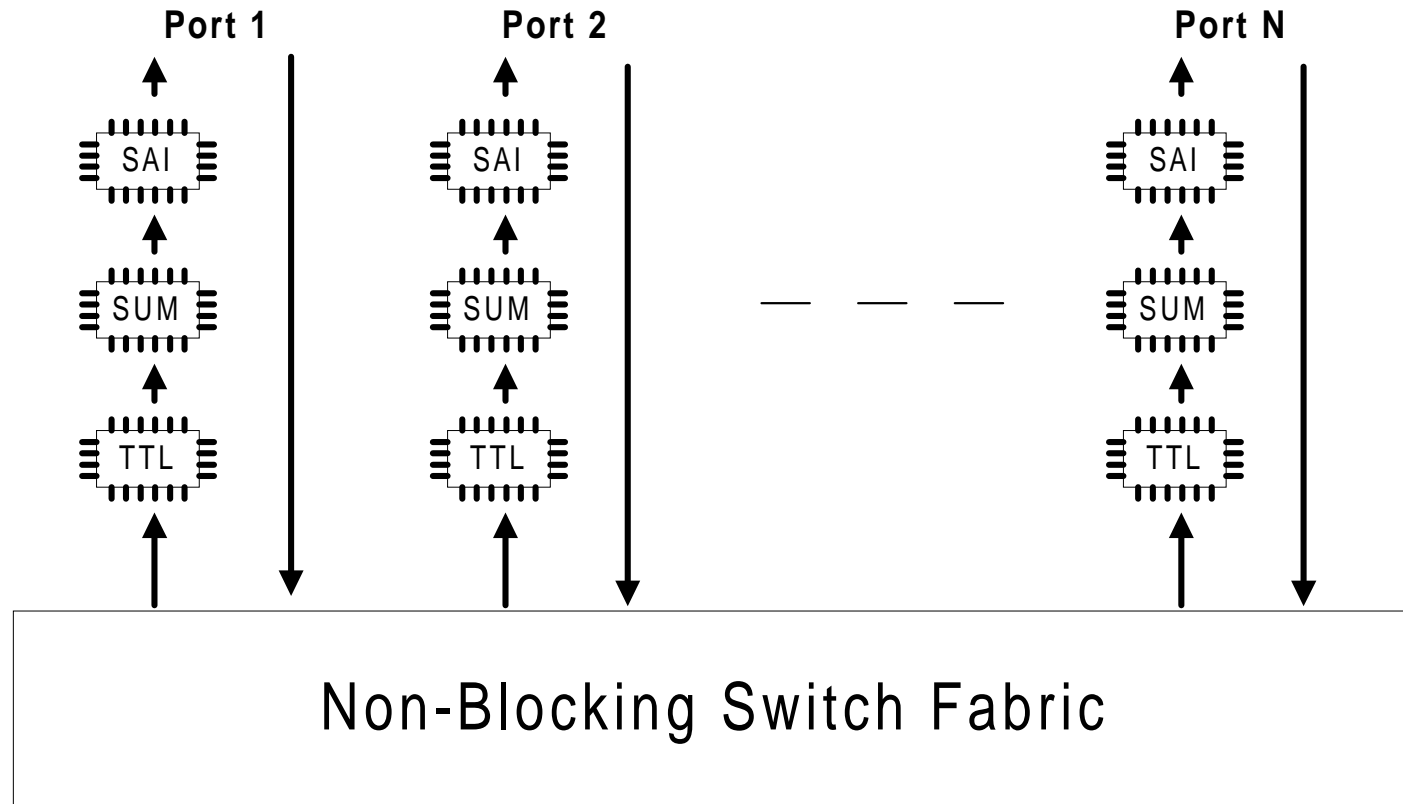 Port 1 Port 2 Port N
SAI SAI SAI
SUM SUM SUM
TTL TTL TTL
Non-Blocking Switch Fabric